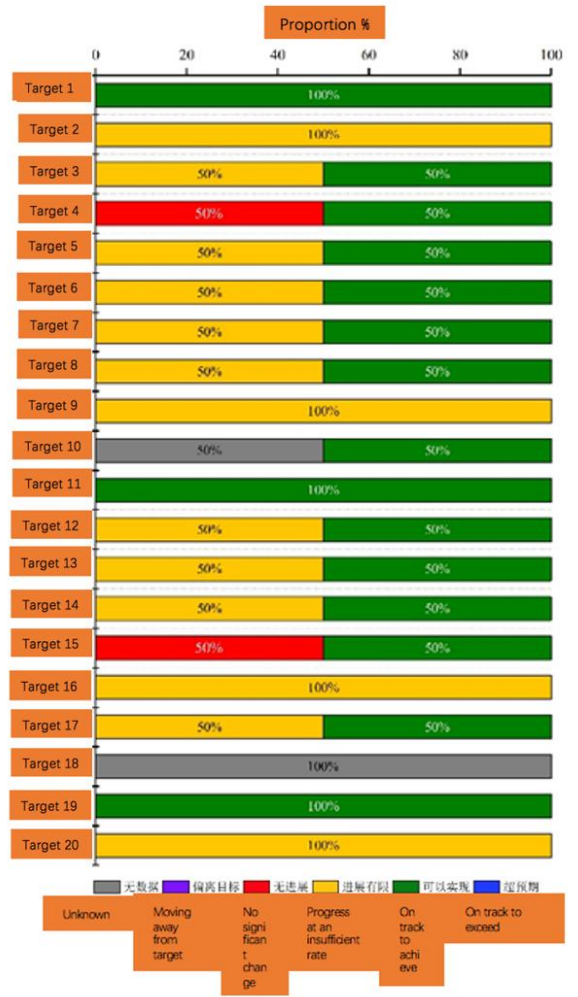 Proportion %
0 20 40 60 80 100
Target 1 100%
Target 2 100%
Target 3 50% 50%
Target 4 50% 50%
Target 5 50% 50%
Target 6 50% 50%
Target 7 50% 50%
Target 8 50% 50%
Target 9 100%
Target 10 50% 50%
Target 11 100%
Target 12 50% 50%
Target 13 50% 50%
Target 14 50% 50%
Target 15 50% 50%
Target 16 100%
Target 17 50% 50%
Target 18 100%
Target 19 100%
Target 20 100%
无数据 偏离目标 无进展 进展有限 可以实现 超预期
Unknown
Moving
away
from
target
No
signi
fican
t
chan
ge
Progress
at an
insufficient
rate
On
track
to
achi
eve
On track to
exceed